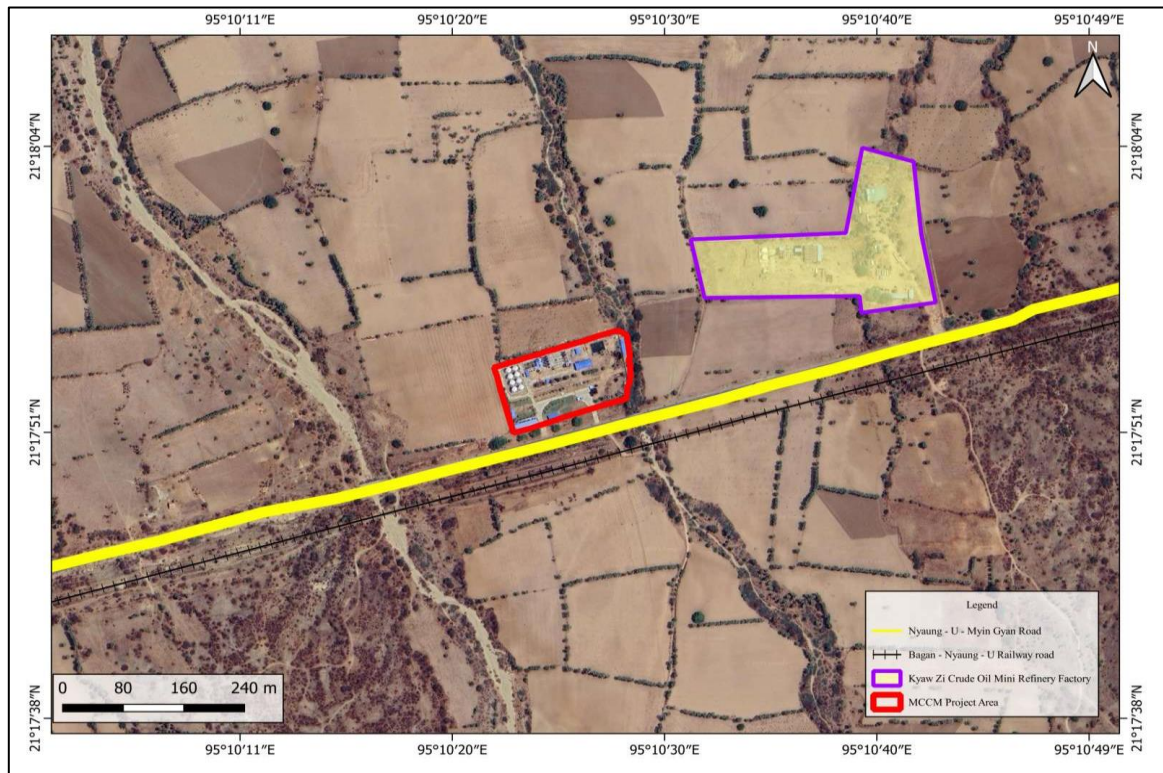 95°10'11"E 95°10'20"E 95°10'30"E 95°10'40"E 95°10'49"E
N
21°18'04"N 21°18'04"N
21°17'51"N 21°17'51"N
Legend
Nyaung - U - Myin Gyan Road
Bagan - Nyaung - U Railway road
Kyaw Zi Crude Oil Mini Refinery Factory
MCCM Project Area
0 80 160 240 m
21°17'38"N 21°17'38"N
95°10'11"E 95°10'20"E 95°10'30"E 95°10'40"E 95°10'49"E